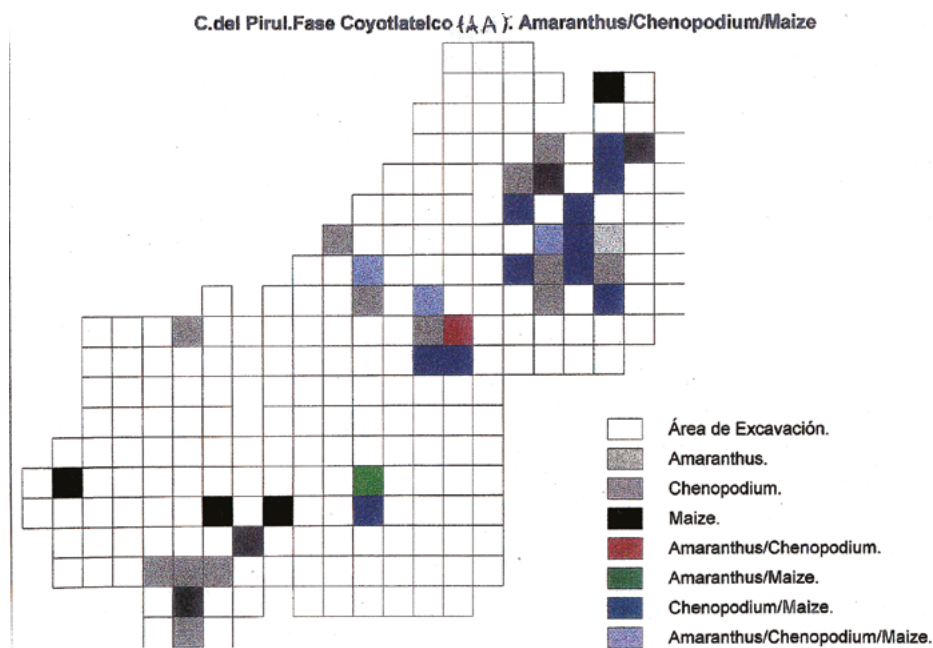 C.del Pirul.Fase Coyotlatelco (AA): Amaranthus/Chenopodium/Maize
Área de Excavación.
Amaranthus.
Chenopodium.
Maize.
Amaranthus/Chenopodium.
Amaranthus/Maize.
Chenopodium/Maize.
Amaranthus/Chenopodium/Maize.